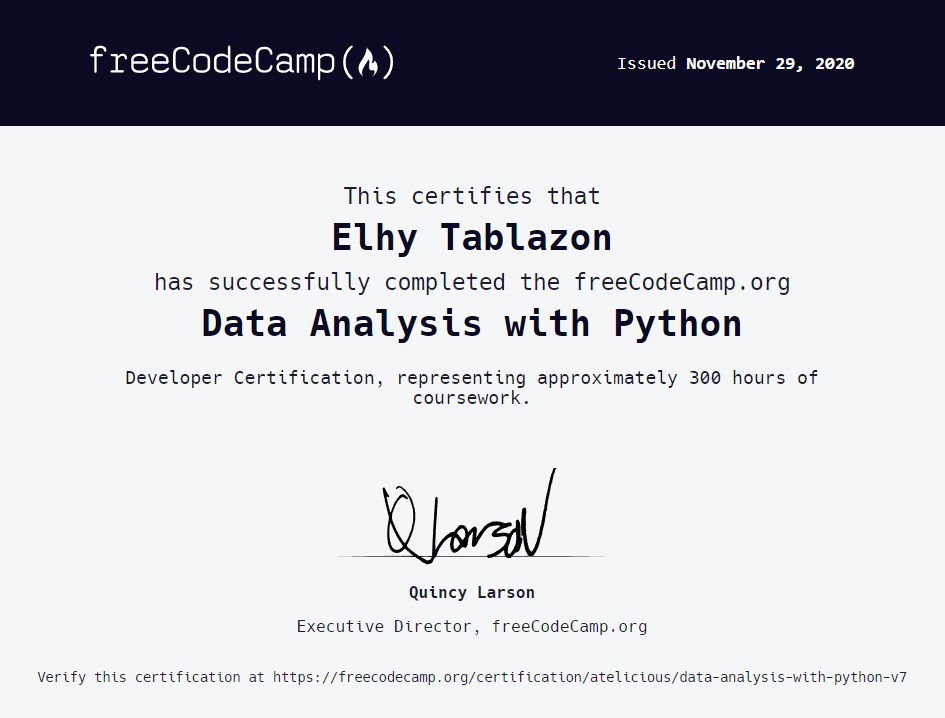 freeCodeCamp(🔥)
Issued November 29, 2020
This certifies that
Elhy Tablazon
has successfully completed the freeCodeCamp.org
Data Analysis with Python
Developer Certification, representing approximately 300 hours of
coursework.
Q Larson
Quincy Larson
Executive Director, freeCodeCamp.org
Verify this certification at https://freecodecamp.org/certification/atelicious/data-analysis-with-python-v7